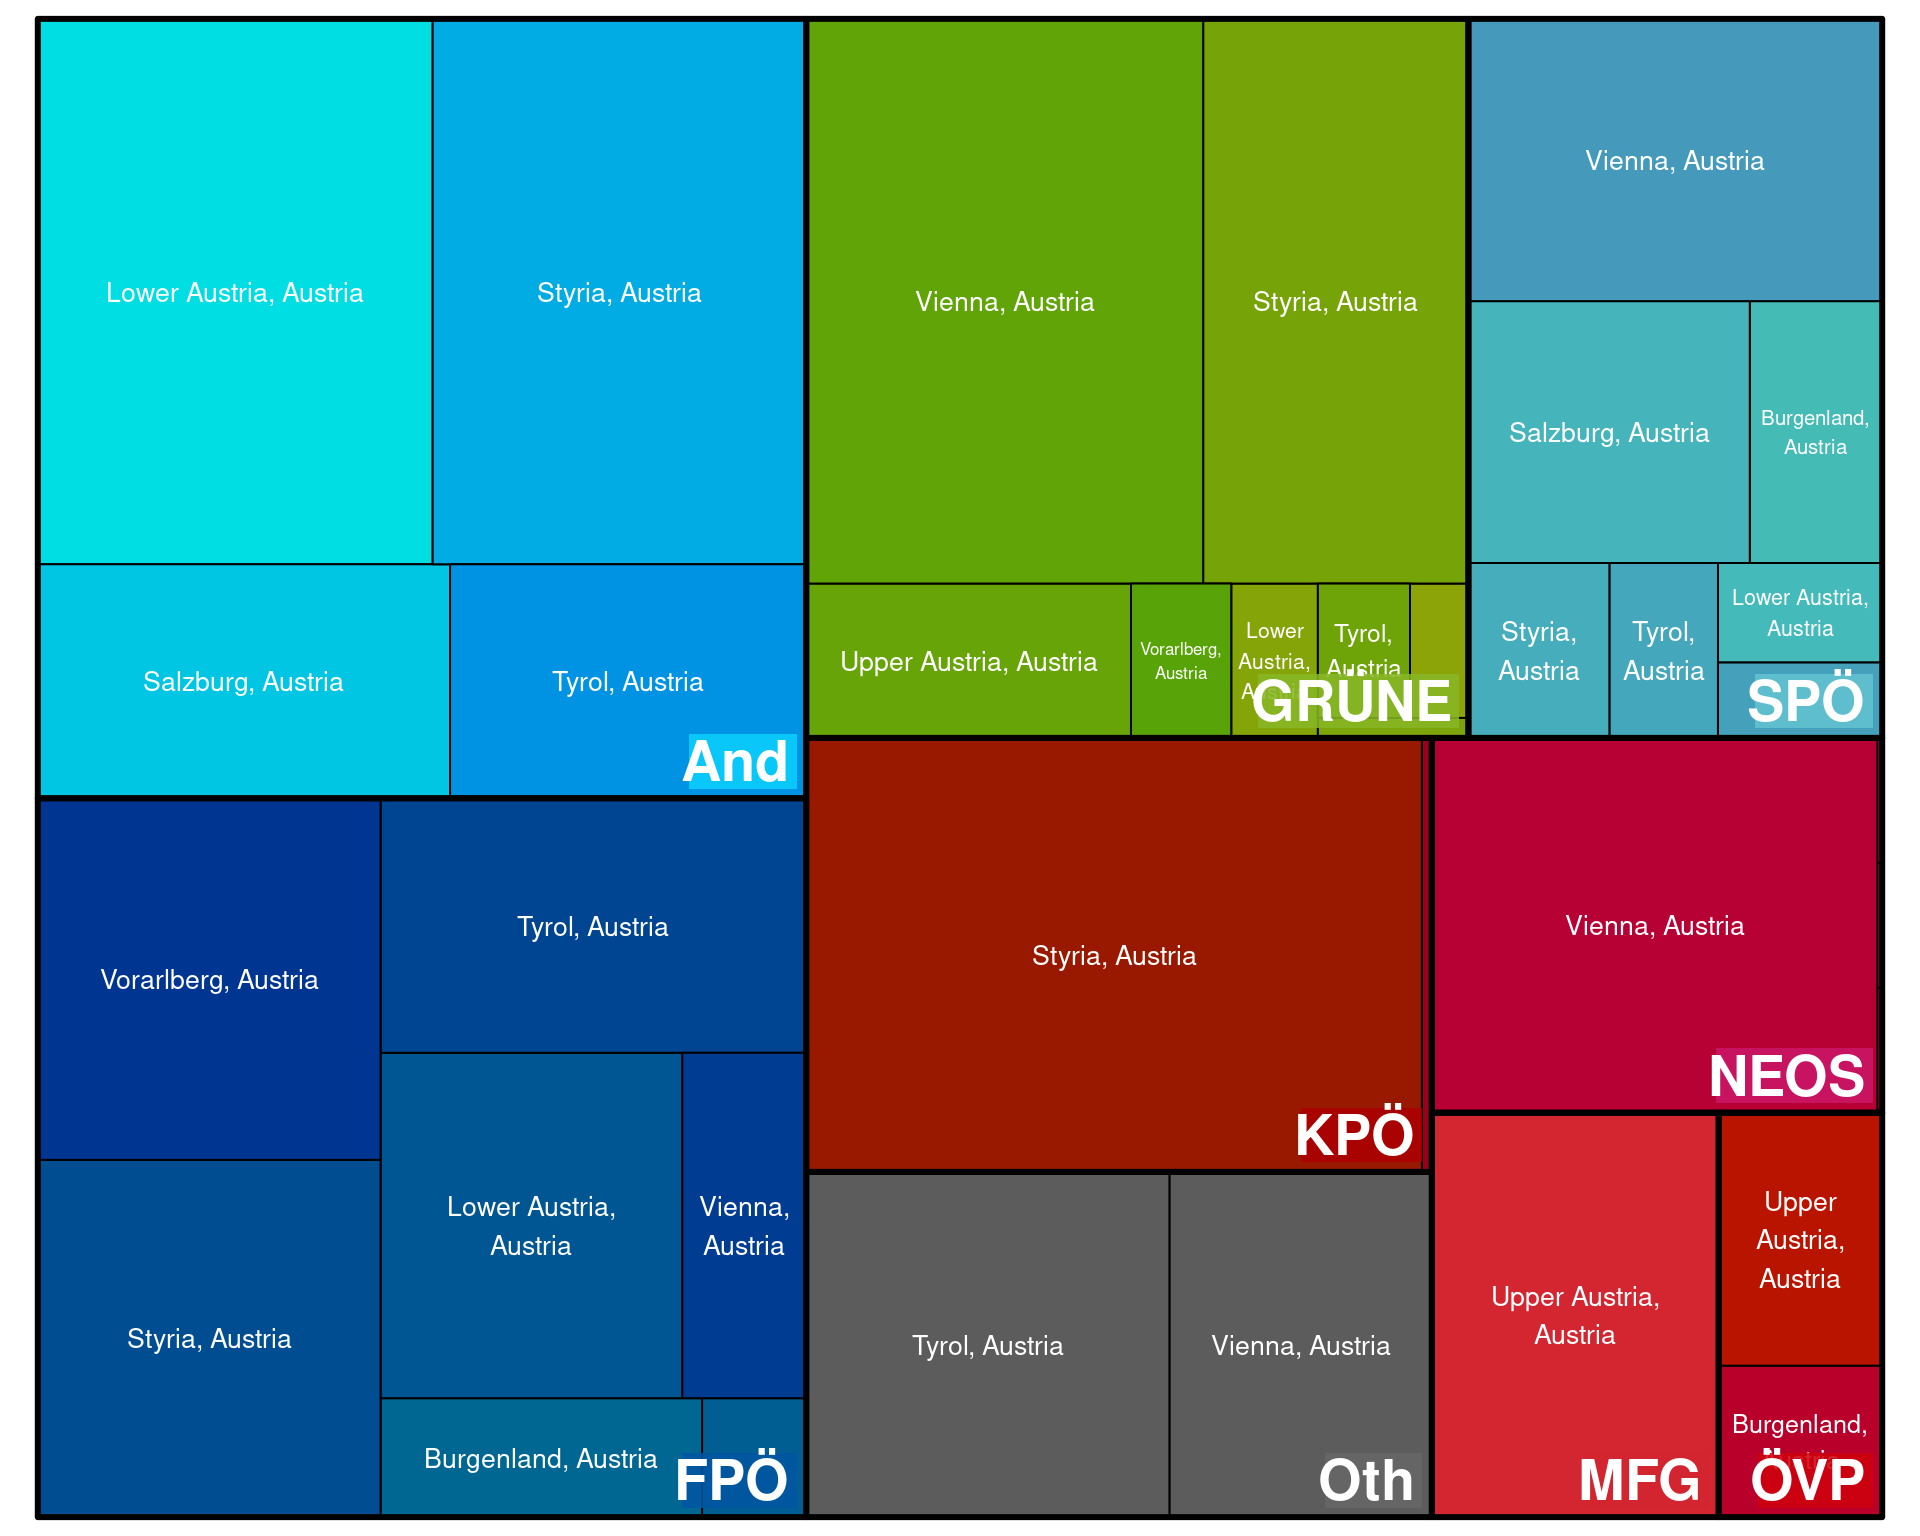 Lower Austria, Austria
Styria, Austria
Salzburg, Austria
Tyrol, Austria
And
Vienna, Austria
Styria, Austria
Upper Austria, Austria
Vorarlberg,
Austria
Lower
Austria,
Tyrol,
Austria
GRÜNE
Vienna, Austria
Salzburg, Austria
Burgenland,
Austria
Styria,
Austria
Tyrol,
Austria
Lower Austria,
Austria
SPÖ
Vorarlberg, Austria
Tyrol, Austria
Styria, Austria
Lower Austria,
Austria
Vienna,
Austria
Burgenland, Austria
FPÖ
Styria, Austria
KPÖ
Vienna, Austria
NEOS
Tyrol, Austria
Vienna, Austria
Oth
Upper Austria,
Austria
MFG
Upper
Austria,
Austria
Burgenland,
ÖVP